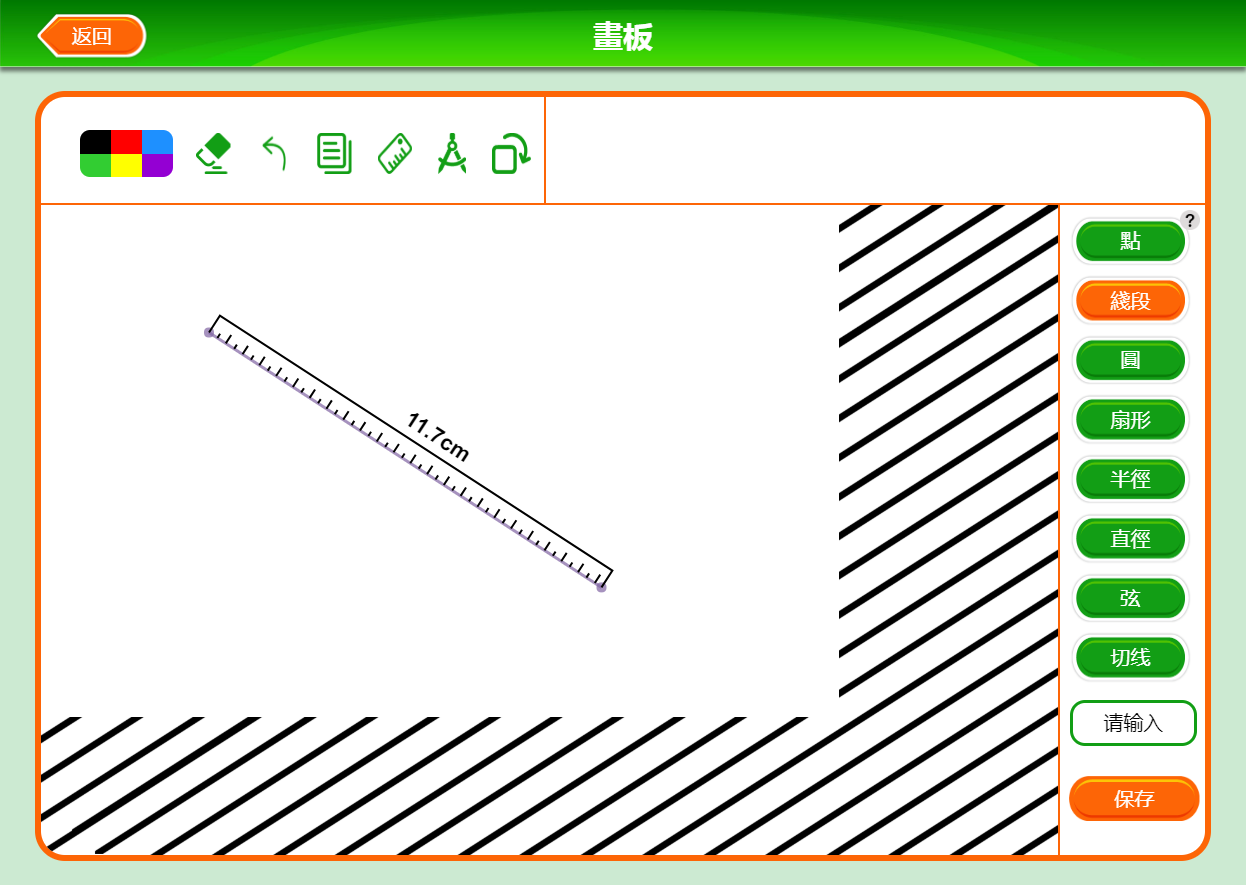 返回
畫板
?
點
綫段
圓
扇形
半徑
直徑
弦
切线
请输入
保存
11.7cm